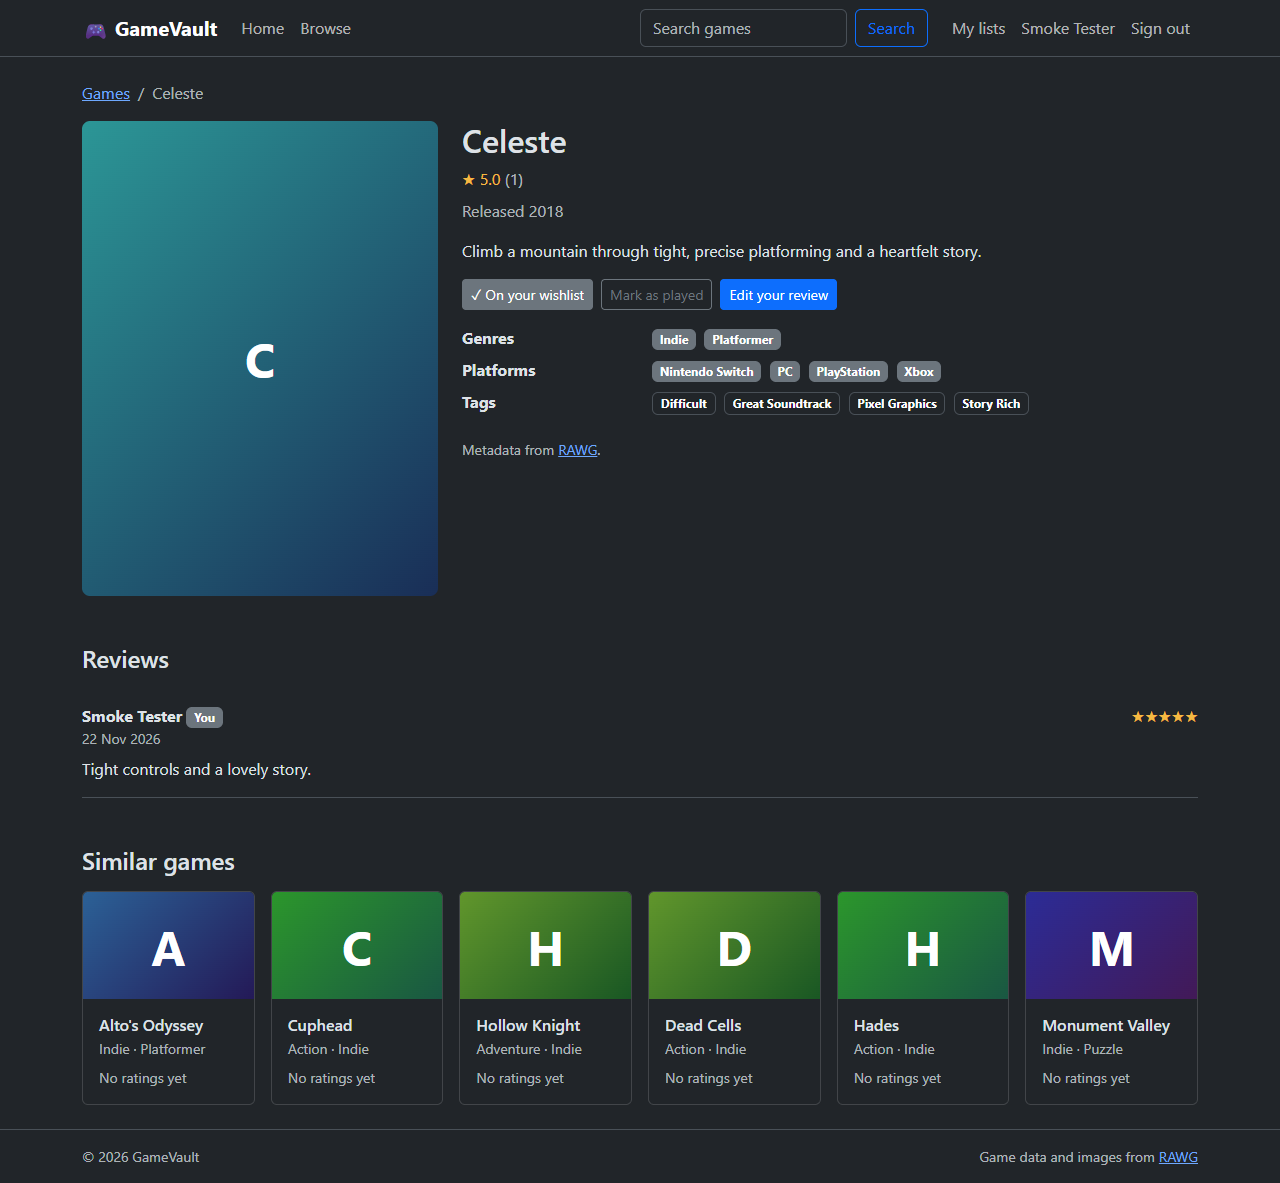 GameVault Home Browse Search games Search My lists Smoke Tester Sign out
Games / Celeste
C
Celeste
★ 5.0 (1)
Released 2018
Climb a mountain through tight, precise platforming and a heartfelt story.
✓ On your wishlist Mark as played Edit your review
Genres Indie Platformer
Platforms Nintendo Switch PC PlayStation Xbox
Tags Difficult Great Soundtrack Pixel Graphics Story Rich
Metadata from RAWG.
Reviews
Smoke Tester You ★★★★★
22 Nov 2026
Tight controls and a lovely story.
Similar games
A C H D H M
Alto's Odyssey Cuphead Hollow Knight Dead Cells Hades Monument Valley
Indie · Platformer Action · Indie Adventure · Indie Action · Indie Action · Indie Indie · Puzzle
No ratings yet No ratings yet No ratings yet No ratings yet No ratings yet No ratings yet
© 2026 GameVault Game data and images from RAWG